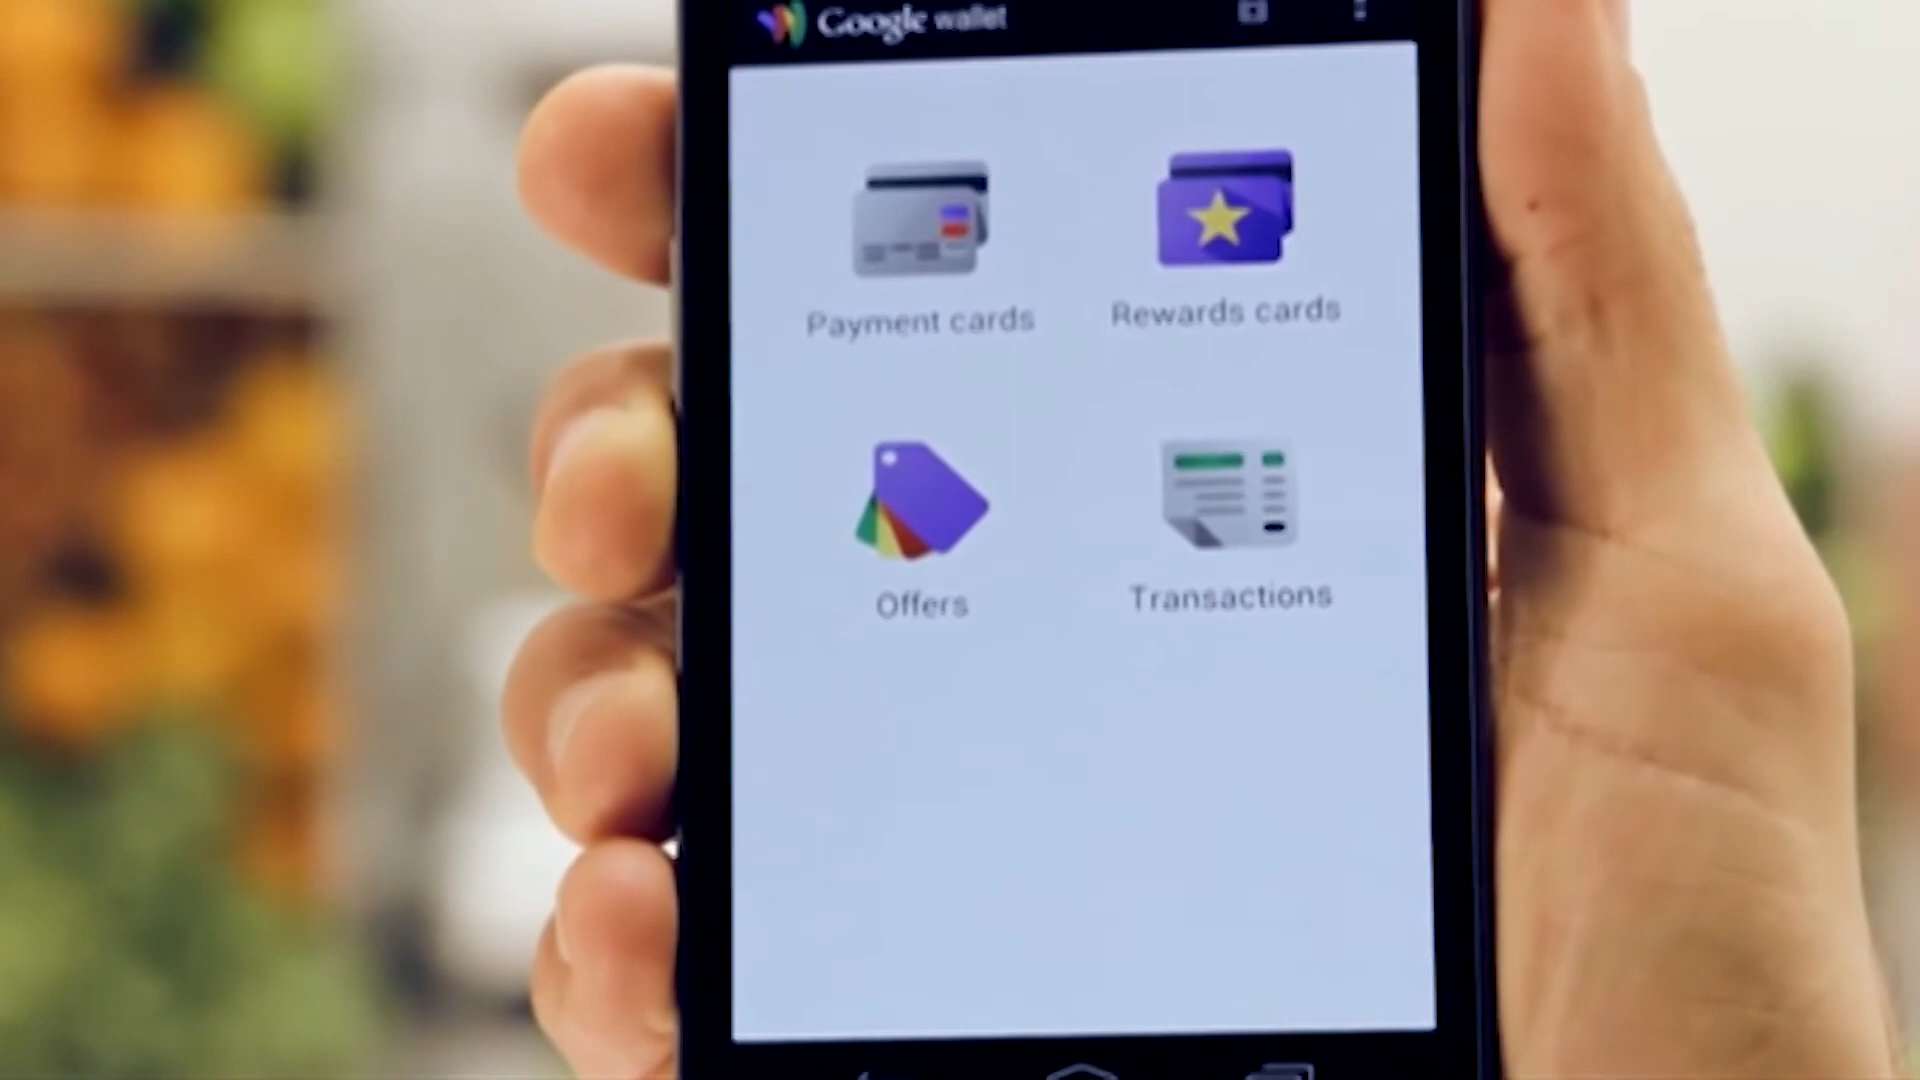 Google wallet
Payment cards
Rewards cards
Offers
Transactions